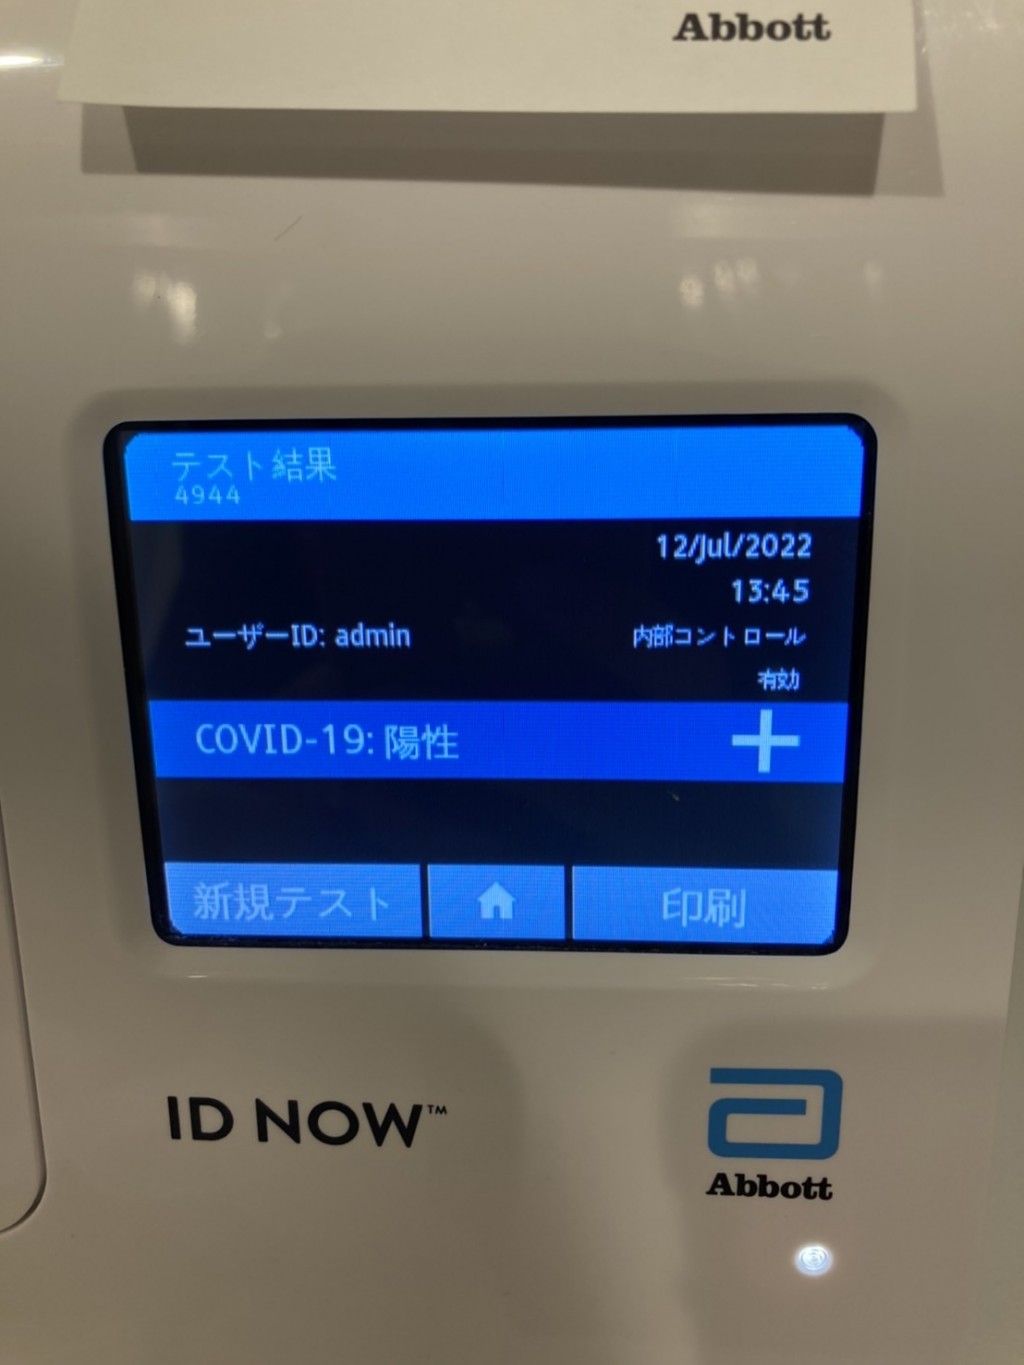 Abbott
テスト結果
4944
12/Jul/2022
13:45
ユーザーID: admin
内部コントロール
有効
COVID-19: 陽性 +
新規テスト
印刷
ID NOW™
Abbott